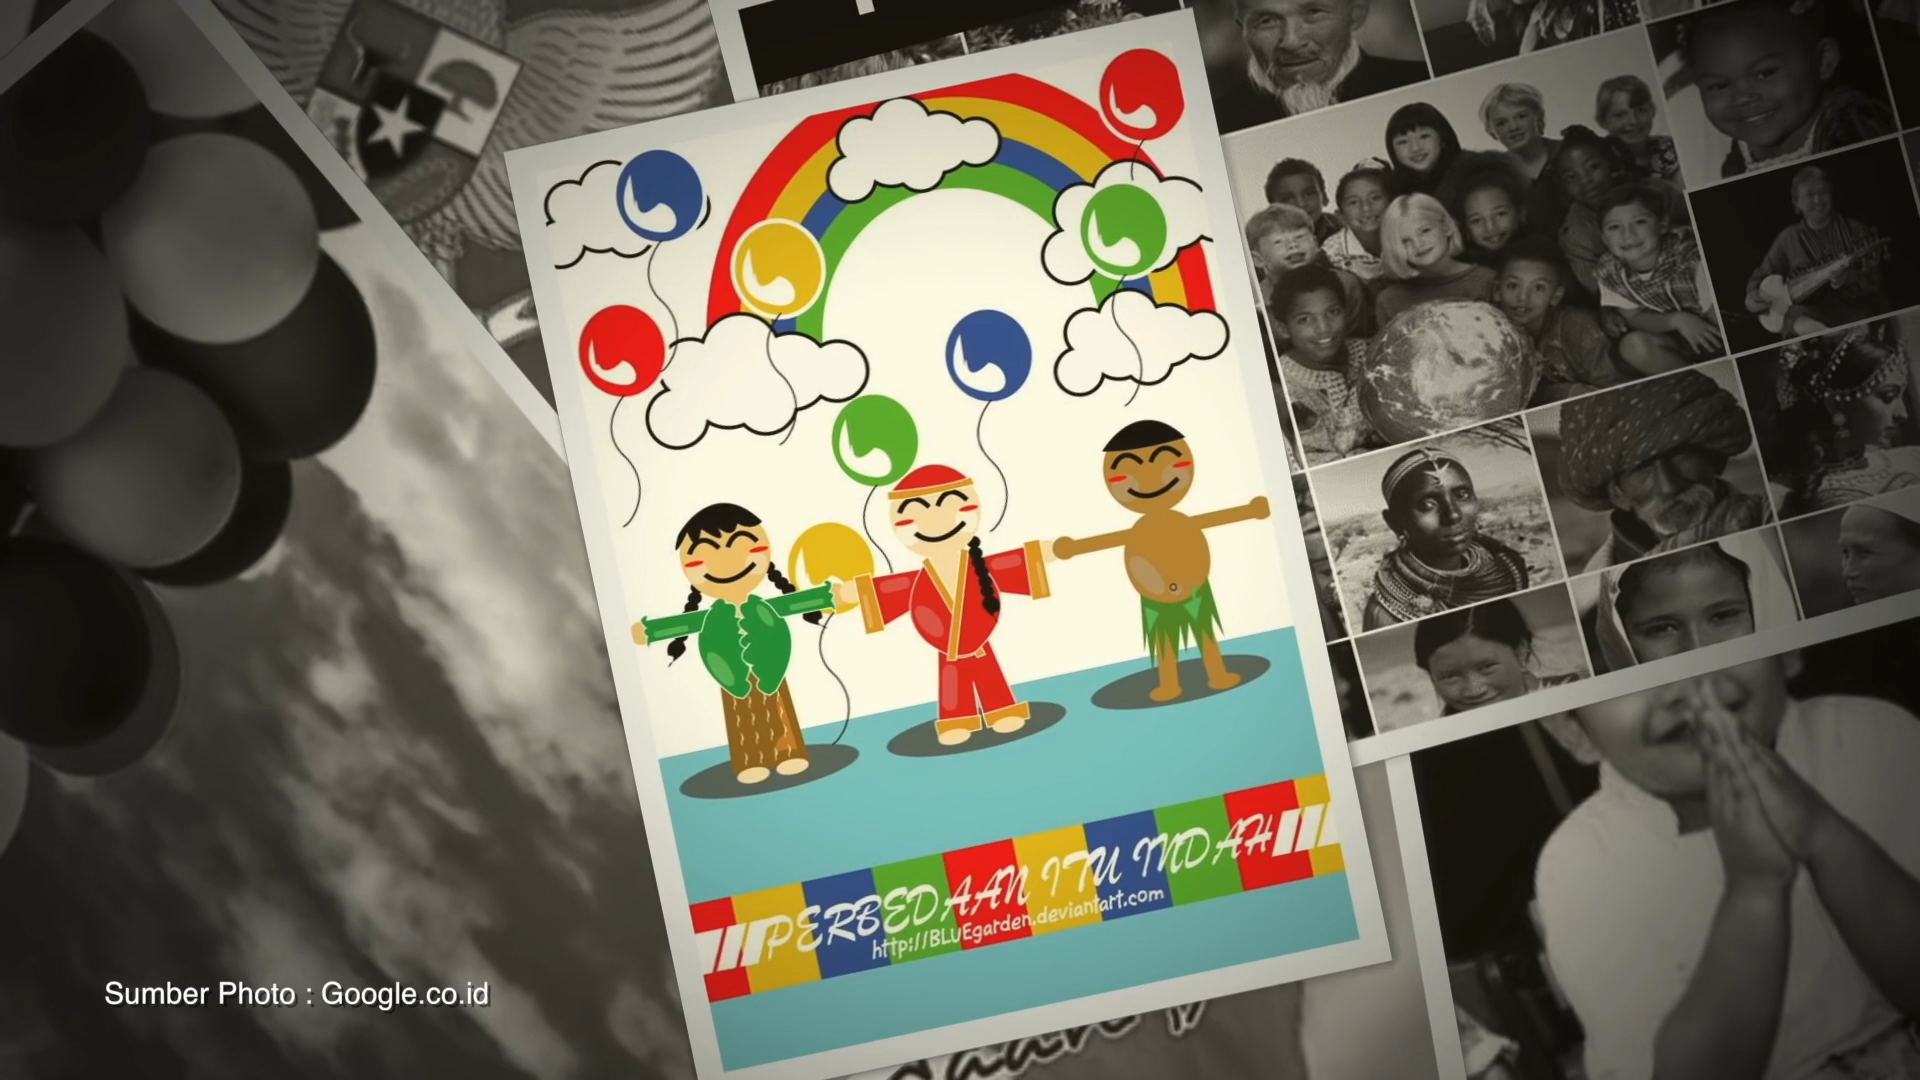 PERBEDAAN ITU INDAH
http://BLUEgarden.deviantart.com
Sumber Photo : Google.co.id